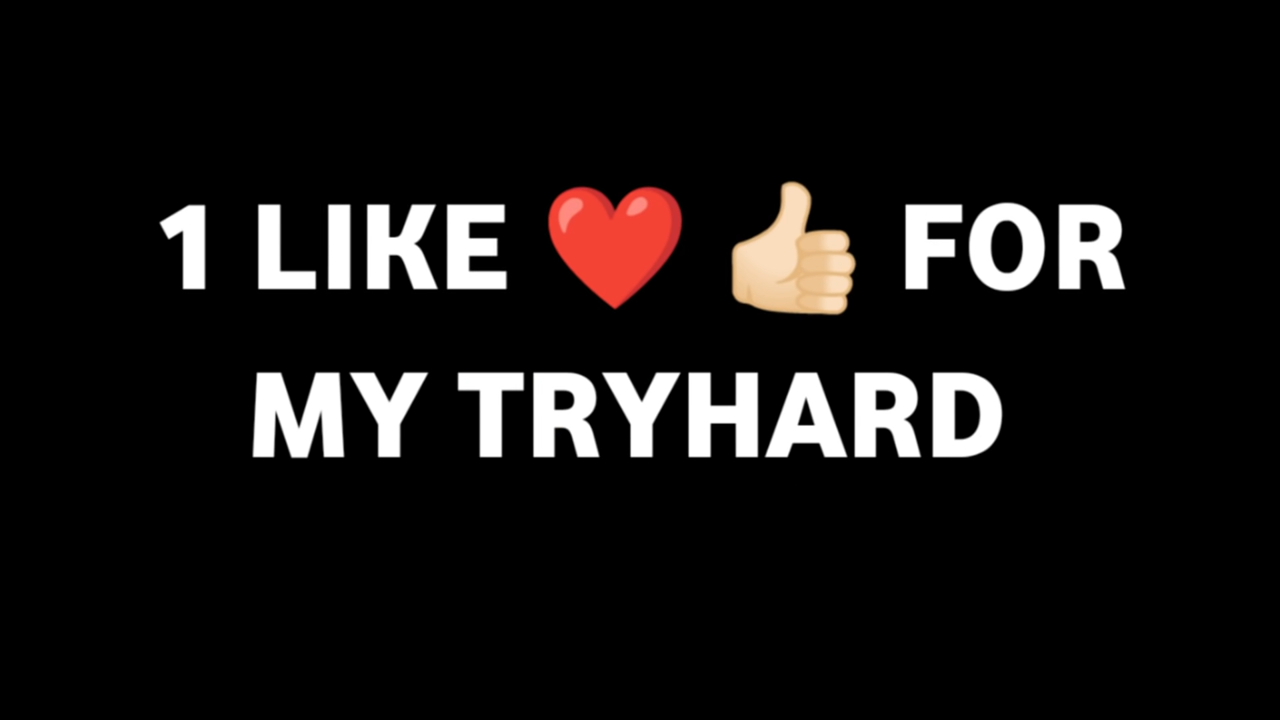 1 LIKE ❤️ 👍🏻 FOR
MY TRYHARD